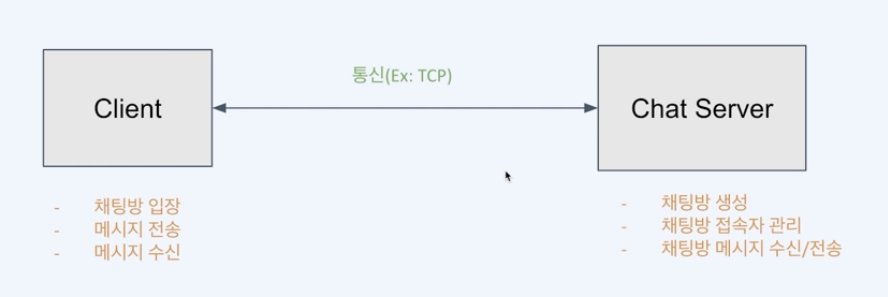 통신(Ex: TCP)
Client
Chat Server
- 채팅방 입장
- 메시지 전송
- 메시지 수신
- 채팅방 생성
- 채팅방 접속자 관리
- 채팅방 메시지 수신/전송